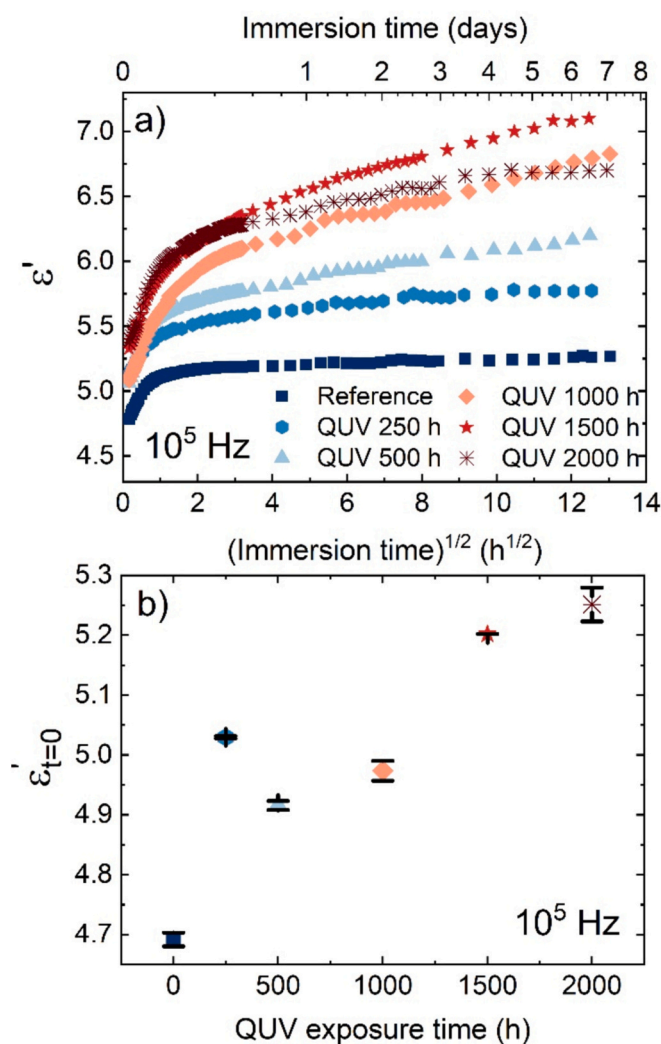 Immersion time (days)
0 1 2 3 4 5 6 7 8
a)
7.0
6.5
6.0
5.5
5.0
4.5
ε'
Reference QUV 1000 h
QUV 250 h QUV 1500 h
QUV 500 h QUV 2000 h
10⁵ Hz
0 2 4 6 8 10 12 14
(Immersion time)¹/² (h¹/²)
b)
5.3
5.2
5.1
5.0
4.9
4.8
4.7
ε'ₜ₌₀
10⁵ Hz
0 500 1000 1500 2000
QUV exposure time (h)